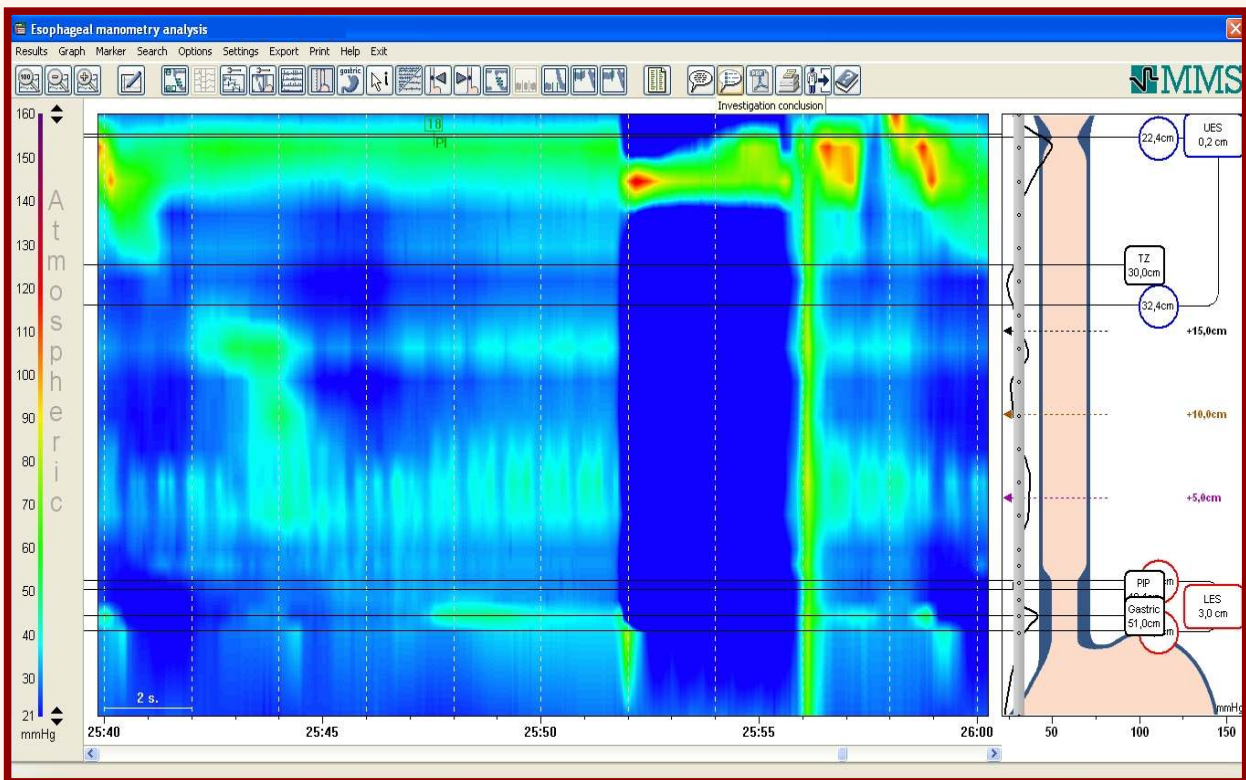 Esophageal manometry analysis
Results Graph Marker Search Options Settings Export Print Help Exit
100
gastric
MMS
Investigation conclusion
160
150
140
130
120
110
100
90
80
70
60
50
40
30
21
mmHg
Atmospheric
18
PI
2 s.
25:40 25:45 25:50 25:55 26:00
22,4cm
UES
0,2 cm
TZ
30,0cm
32,4cm
+15,0cm
+10,0cm
+5,0cm
PIP
Gastric
51,0cm
LES
3,0 cm
mmHg
50 100 150